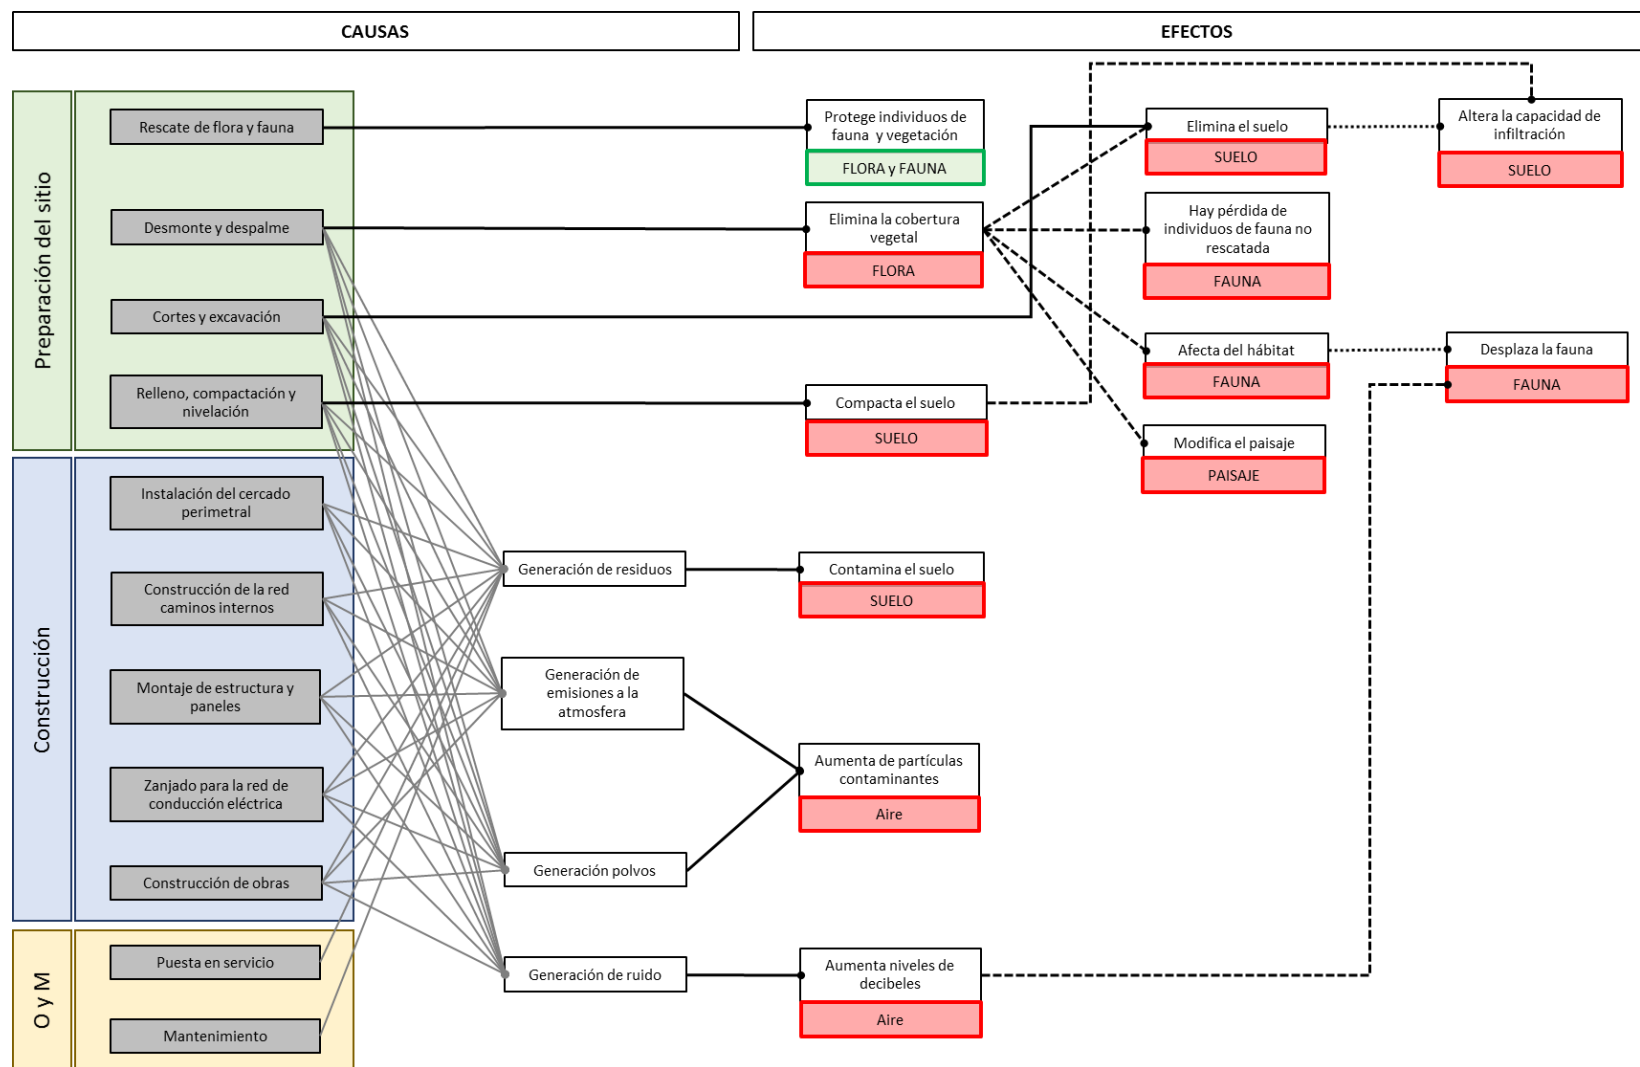 CAUSAS
EFECTOS
Preparación del sitio
Rescate de flora y fauna
Desmonte y despalme
Cortes y excavación
Relleno, compactación y
nivelación
Construcción
Instalación del cercado
perimetral
Construcción de la red
caminos internos
Montaje de estructura y
paneles
Zanjado para la red de
conducción eléctrica
Construcción de obras
O y M
Puesta en servicio
Mantenimiento
Generación de residuos
Generación de
emisiones a la
atmosfera
Generación polvos
Generación de ruido
Protege individuos de
fauna y vegetación
FLORA y FAUNA
Elimina la cobertura
vegetal
FLORA
Compacta el suelo
SUELO
Contamina el suelo
SUELO
Aumenta de partículas
contaminantes
Aire
Aumenta niveles de
decibeles
Aire
Elimina el suelo
SUELO
Hay pérdida de
individuos de fauna no
rescatada
FAUNA
Afecta del hábitat
FAUNA
Modifica el paisaje
PAISAJE
Altera la capacidad de
infiltración
SUELO
Desplaza la fauna
FAUNA